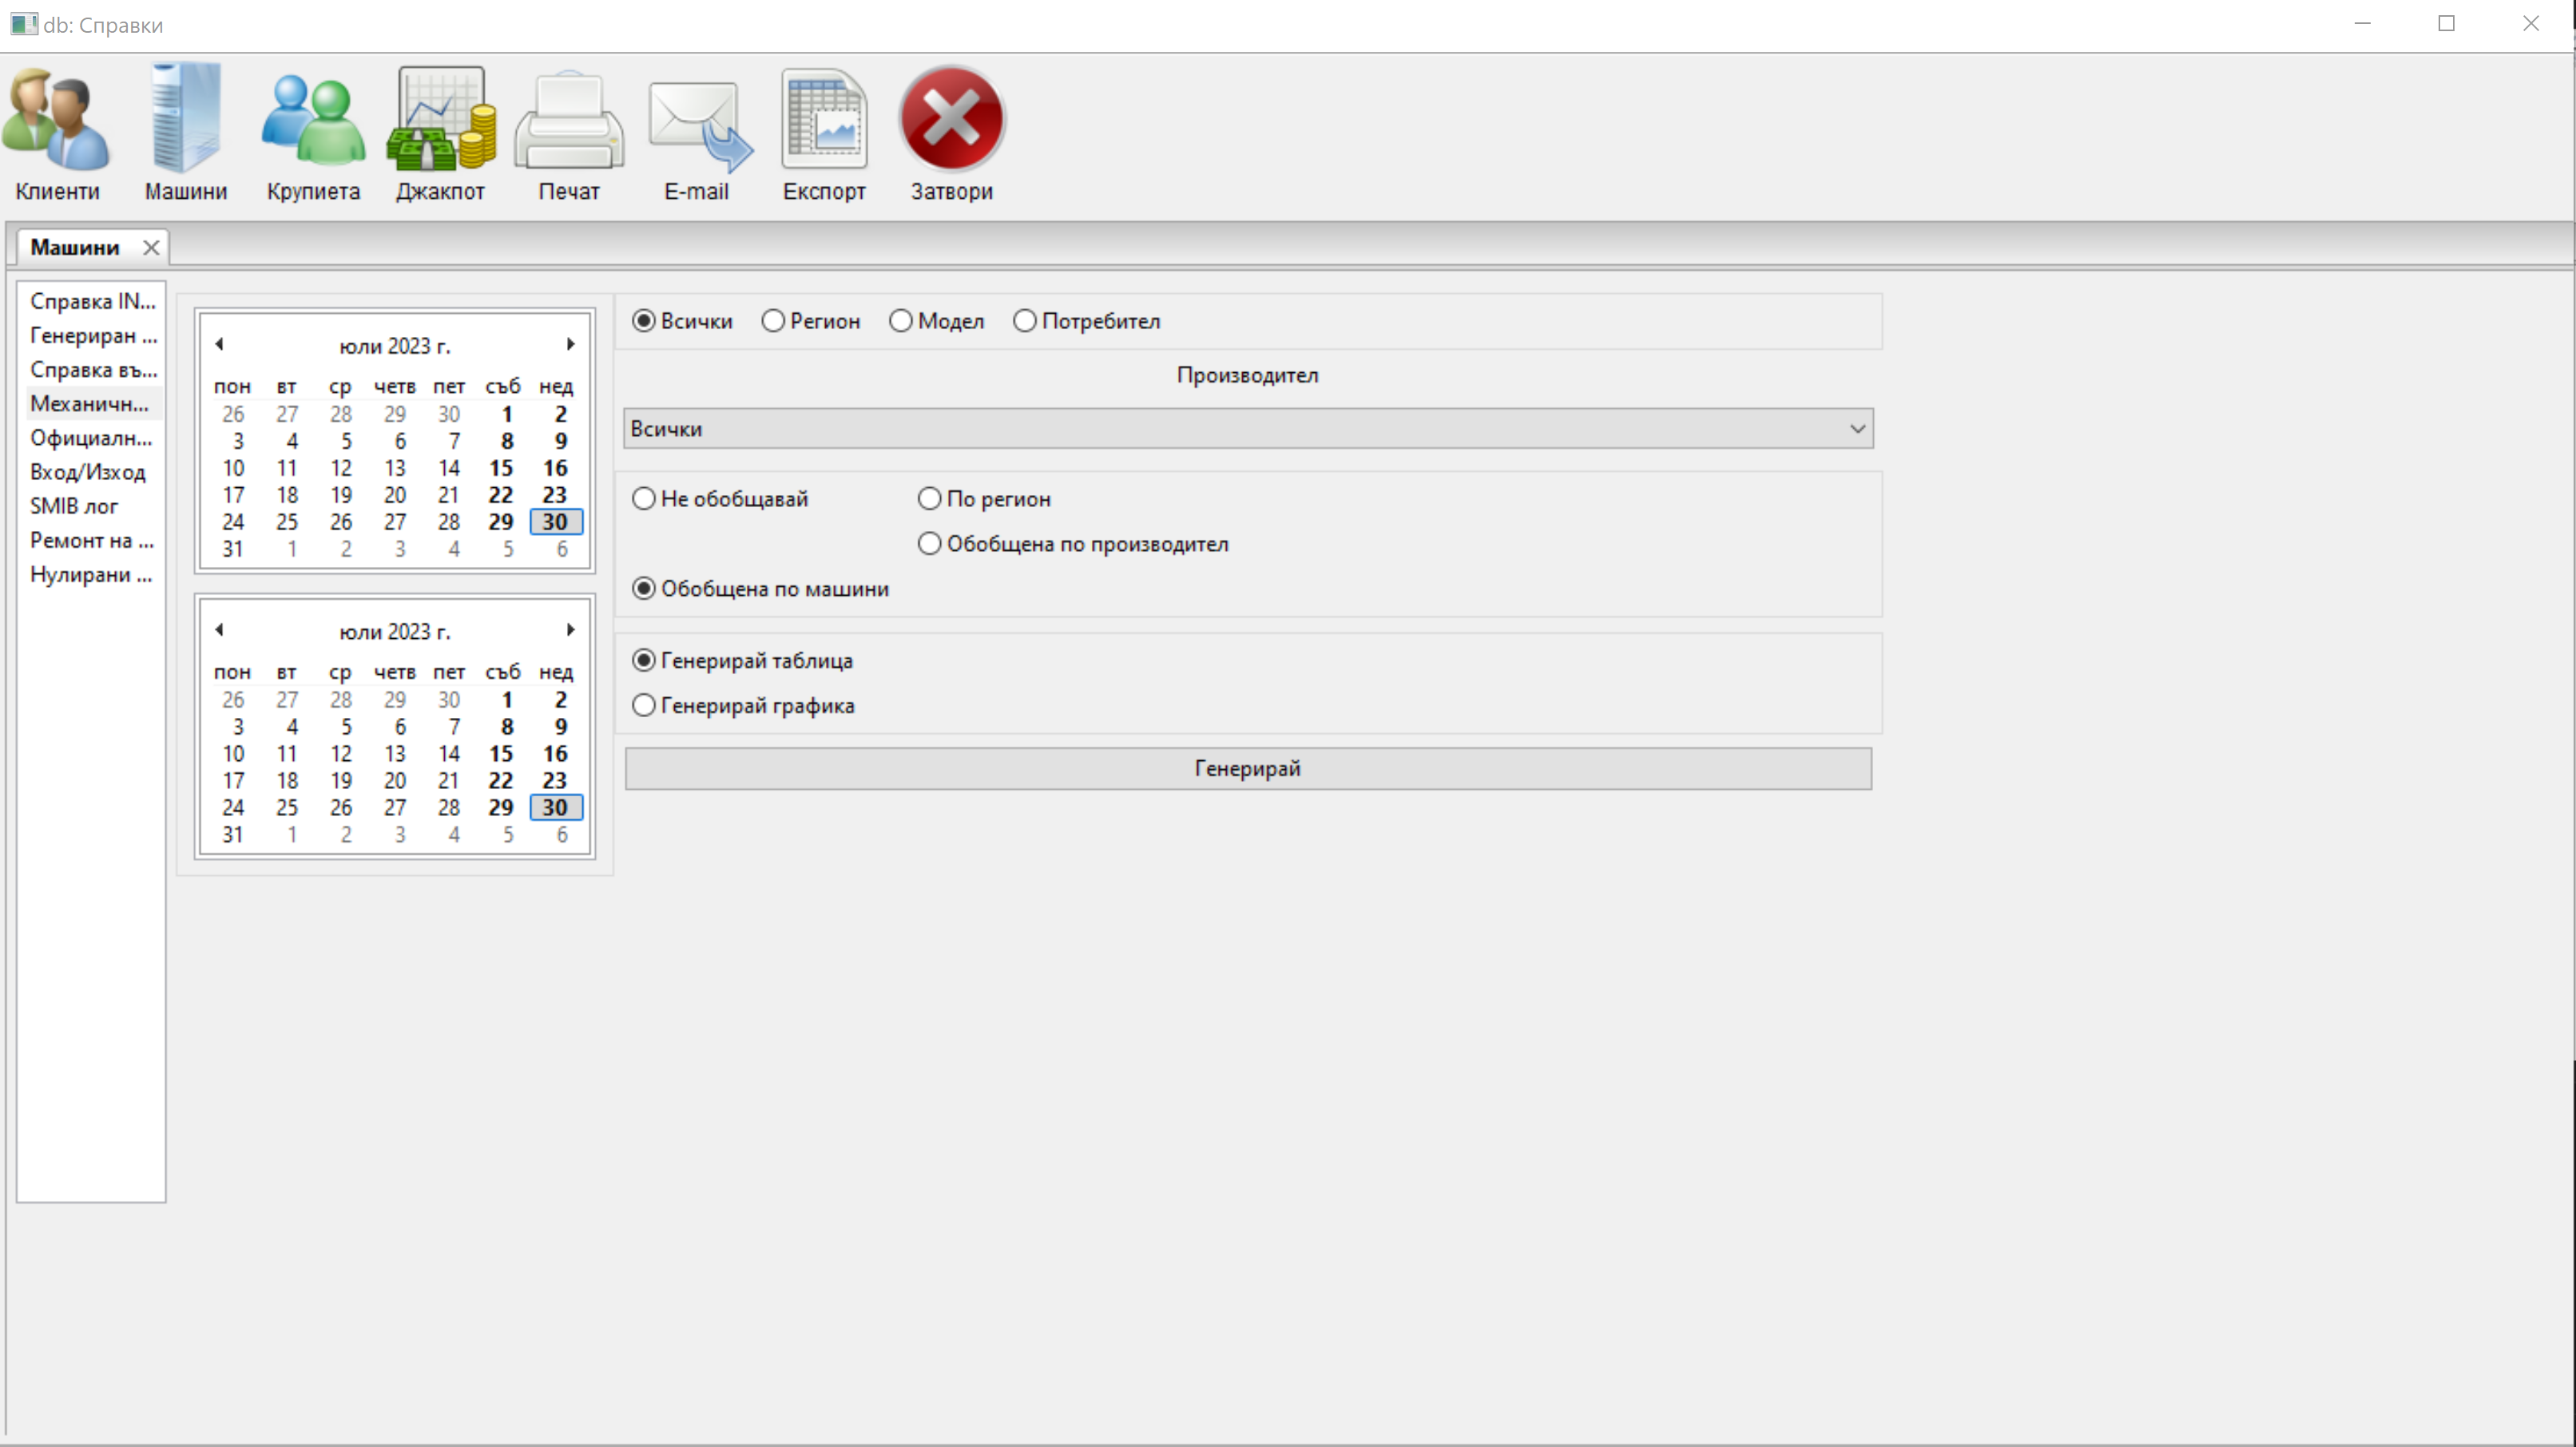 db: Справки
Клиенти Машини Крупиета Джакпот Печат E-mail Експорт Затвори
Машини
Справка IN...
Генериран ...
Справка въ...
Механичн...
Официалн...
Вход/Изход
SMIB лог
Ремонт на ...
Нулирани ...
юли 2023 г.
пон вт ср четв пет съб нед
26 27 28 29 30 1 2
3 4 5 6 7 8 9
10 11 12 13 14 15 16
17 18 19 20 21 22 23
24 25 26 27 28 29 30
31 1 2 3 4 5 6
юли 2023 г.
пон вт ср четв пет съб нед
26 27 28 29 30 1 2
3 4 5 6 7 8 9
10 11 12 13 14 15 16
17 18 19 20 21 22 23
24 25 26 27 28 29 30
31 1 2 3 4 5 6
Всички Регион Модел Потребител
Производител
Всички
Не обобщавай По регион
Обобщена по производител
Обобщена по машини
Генерирай таблица
Генерирай графика
Генерирай